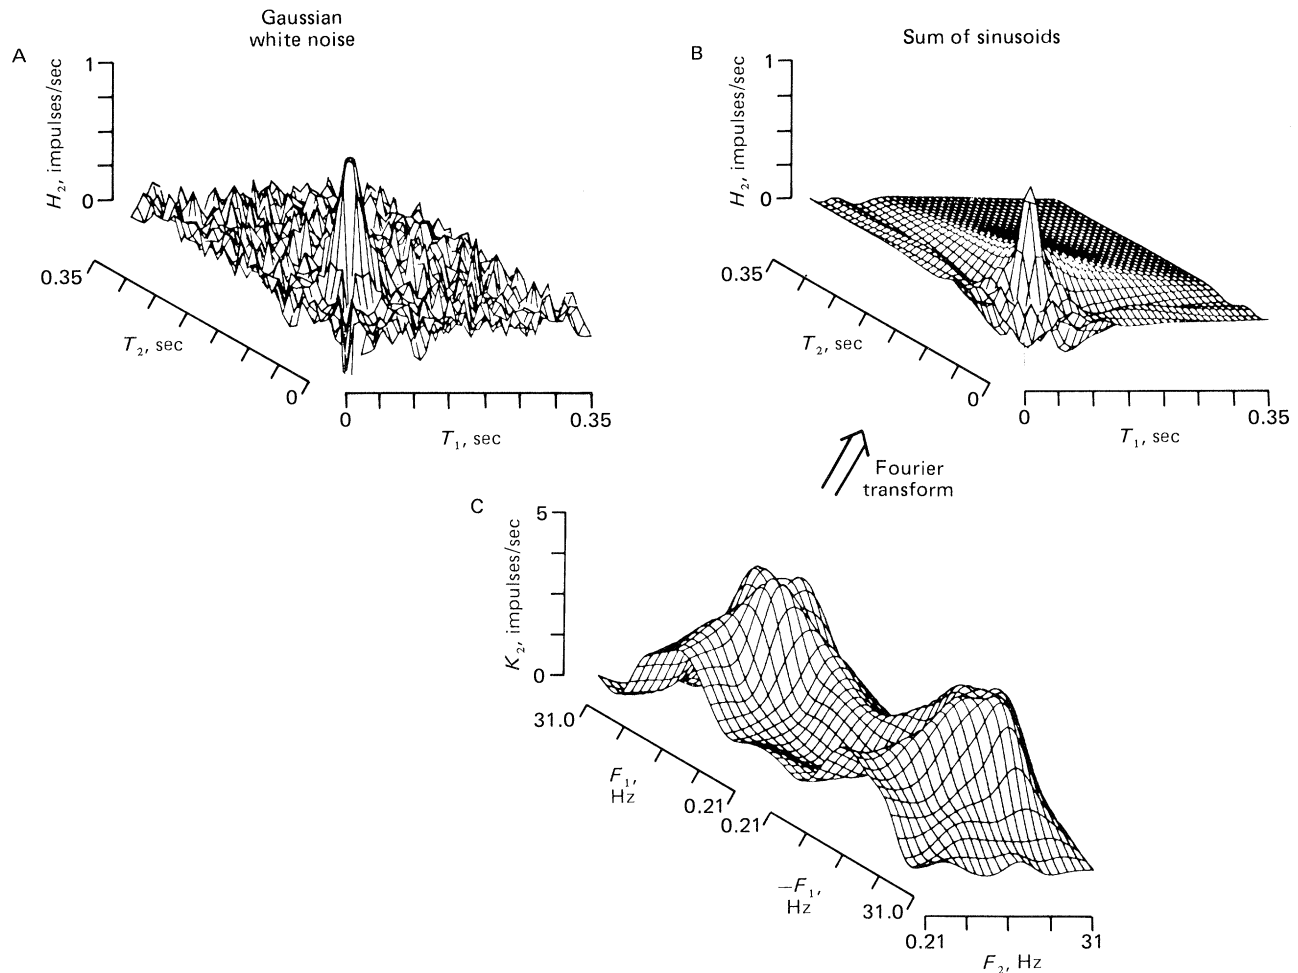 Gaussian
white noise
A
1
H₂, impulses/sec
0
0.35
T₂, sec
0
0
0.35
T₁, sec
Sum of sinusoids
B
1
H₂, impulses/sec
0
0.35
T₂, sec
0
0
0.35
T₁, sec
Fourier
transform
C
5
K₂, impulses/sec
0
31.0
F₁,
Hz
0.21
0.21
—F₁,
Hz
31.0
0.21
31
F₂, Hz